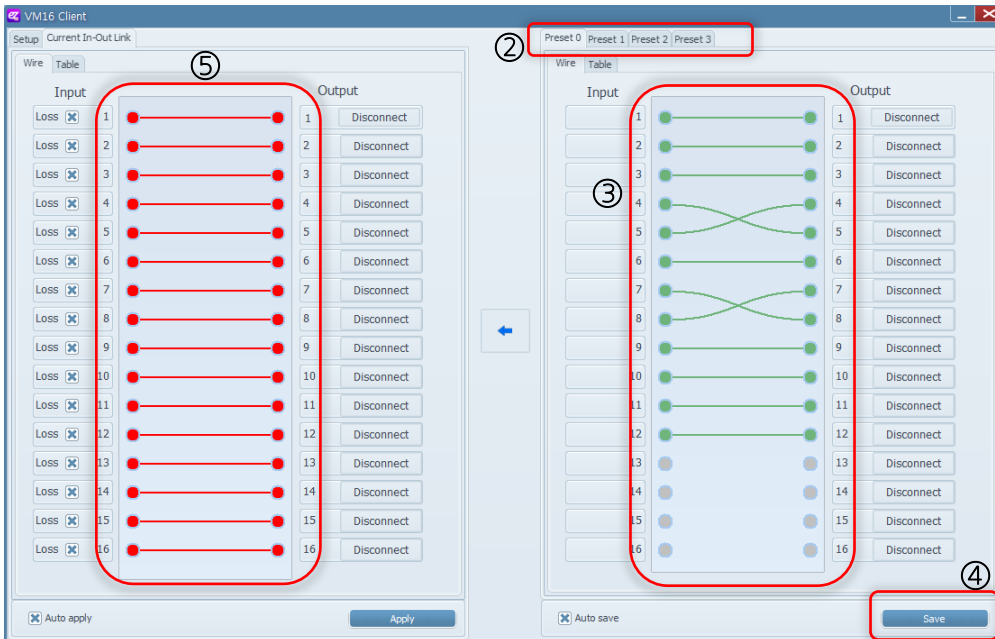 ez VM16 Client
Setup Current In-Out Link
Preset 0 Preset 1 Preset 2 Preset 3
②
Wire Table
Wire Table
⑤
Input Output
Input Output
Loss 1 1 Disconnect
1 1 Disconnect
Loss 2 2 Disconnect
2 2 Disconnect
Loss 3 3 Disconnect
3 3 Disconnect
③
Loss 4 4 Disconnect
4 4 Disconnect
Loss 5 5 Disconnect
5 5 Disconnect
Loss 6 6 Disconnect
6 6 Disconnect
Loss 7 7 Disconnect
7 7 Disconnect
Loss 8 8 Disconnect
8 8 Disconnect
Loss 9 9 Disconnect
9 9 Disconnect
Loss 10 10 Disconnect
10 10 Disconnect
Loss 11 11 Disconnect
11 11 Disconnect
Loss 12 12 Disconnect
12 12 Disconnect
Loss 13 13 Disconnect
13 13 Disconnect
Loss 14 14 Disconnect
14 14 Disconnect
Loss 15 15 Disconnect
15 15 Disconnect
Loss 16 16 Disconnect
16 16 Disconnect
④
Auto apply Apply
Auto save Save